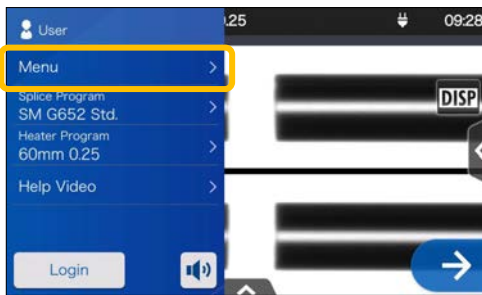 User
.25
09:28
Menu
Splice Program
SM G652 Std.
DISP
Heater Program
60mm 0.25
Help Video
Login